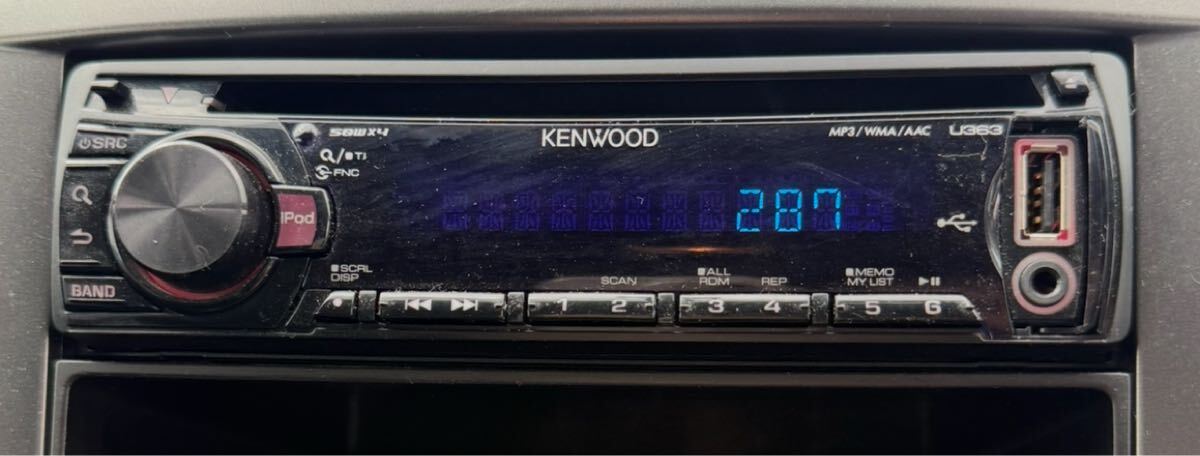 SRC
50W X4
KENWOOD
MP3/WMA/AAC U363
TI
FNC
iPod
287
SCRL
DISP
SCAN
ALL
RDM
REP
MEMO
MY LIST
BAND
1 2
3 4
5 6